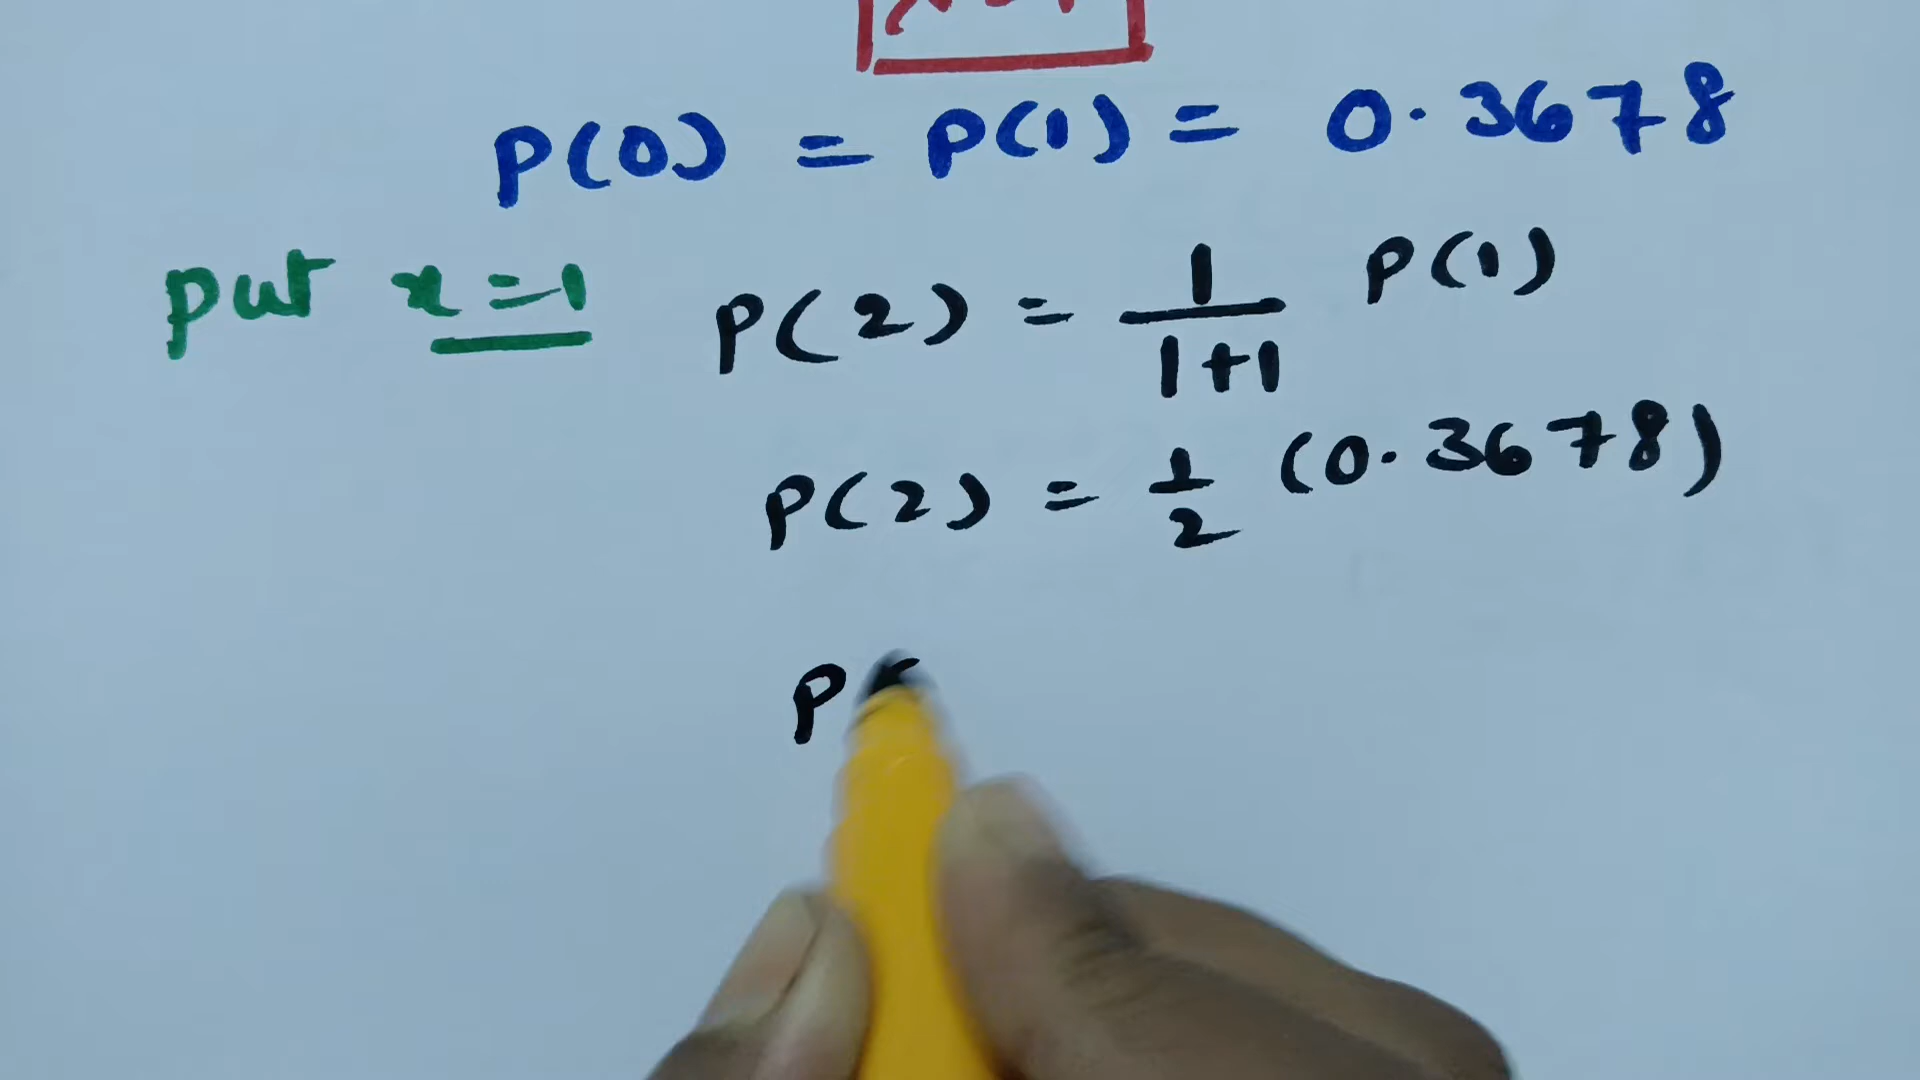 P(0) = P(1) = 0.3678
put x=1 P(2) = 1/1+1 P(1)
P(2) = 1/2 (0.3678)
P